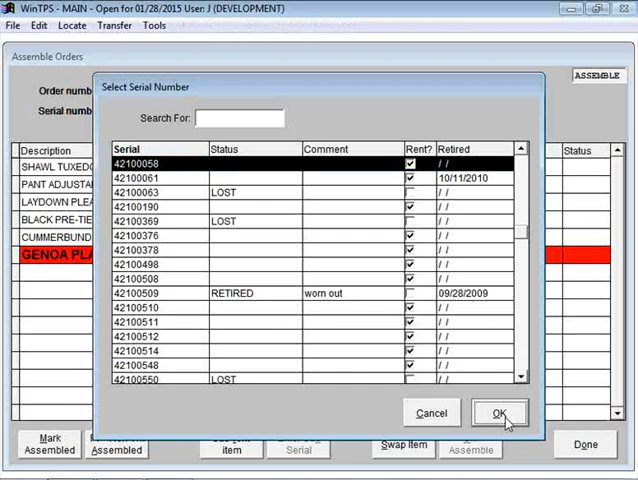 WinTPS - MAIN - Open for 01/28/2015 User: J (DEVELOPMENT)
File Edit Locate Transfer Tools
Assemble Orders
ASSEMBLE
Order numb
Serial numb
Select Serial Number
Search For:
Description
Status
SHAWL TUXEDO
PANT ADJUSTA
LAYDOWN PLEA
BLACK PRE-TIE
CUMMERBUND
GENOA PLA
Serial Status Comment Rent? Retired
42100058 / /
42100061 10/11/2010
42100063 LOST / /
42100190 / /
42100369 LOST / /
42100376 / /
42100378 / /
42100498 / /
42100508 / /
42100509 RETIRED worn out 09/28/2009
42100510 / /
42100511 / /
42100512 / /
42100514 / /
42100548 / /
42100550 LOST / /
Cancel OK
Mark Assembled
Assembled
item
Serial
Swap Item
Assemble
Done